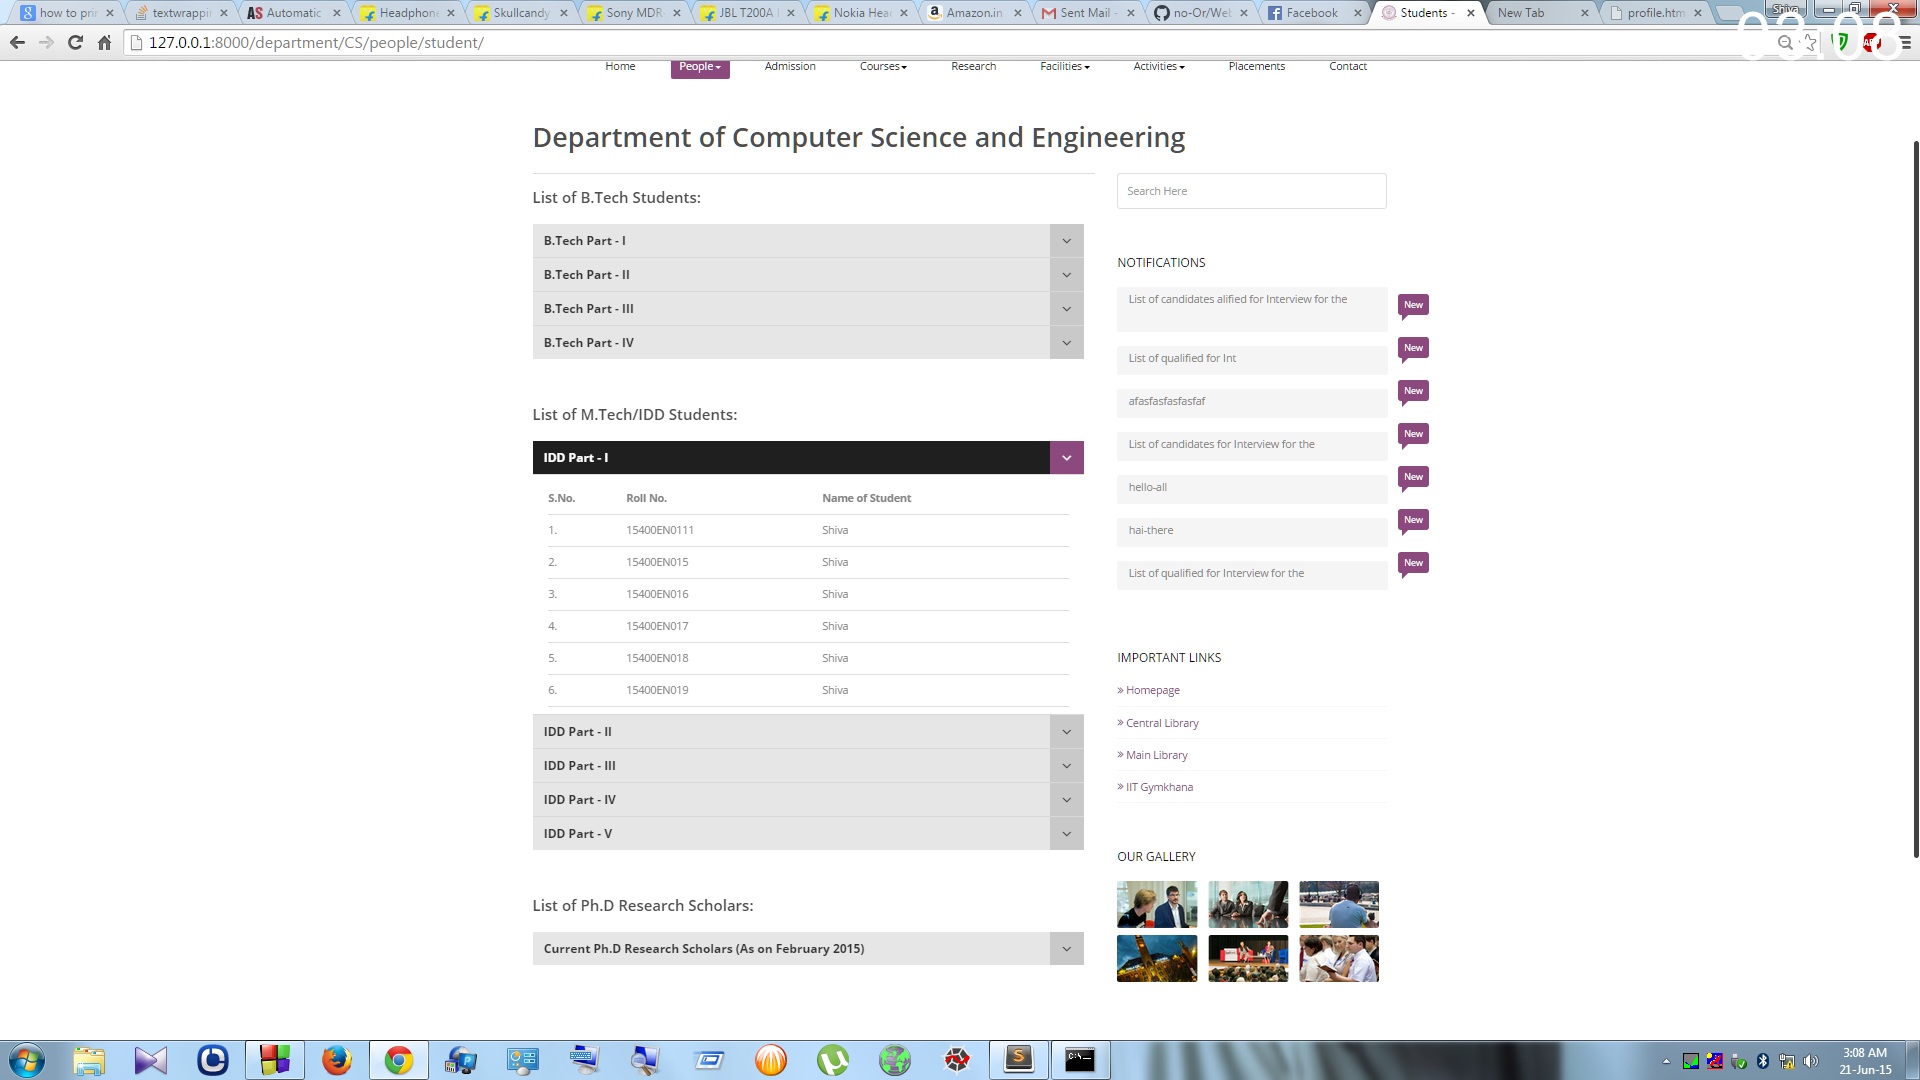 how to prin
textwrappi
AS Automatic
Headphone
Skullcandy
Sony MDR-
JBL T200A
Nokia Hea
Amazon.in
Sent Mail -
no-Or/Web
Facebook
Students -
New Tab
profile.htm
Shiva
127.0.0.1:8000/department/CS/people/student/
03:08
Home People Admission Courses Research Facilities Activities Placements Contact
Department of Computer Science and Engineering
List of B.Tech Students:
B.Tech Part - I
B.Tech Part - II
B.Tech Part - III
B.Tech Part - IV
List of M.Tech/IDD Students:
IDD Part - I
S.No. Roll No. Name of Student
1. 15400EN0111 Shiva
2. 15400EN015 Shiva
3. 15400EN016 Shiva
4. 15400EN017 Shiva
5. 15400EN018 Shiva
6. 15400EN019 Shiva
IDD Part - II
IDD Part - III
IDD Part - IV
IDD Part - V
List of Ph.D Research Scholars:
Current Ph.D Research Scholars (As on February 2015)
Search Here
NOTIFICATIONS
List of candidates alified for Interview for the
New
List of qualified for Int
New
afasfasfasfasfaf
New
List of candidates for Interview for the
New
hello-all
New
hai-there
New
List of qualified for Interview for the
New
IMPORTANT LINKS
» Homepage
» Central Library
» Main Library
» IIT Gymkhana
OUR GALLERY
3:08 AM
21-Jun-15